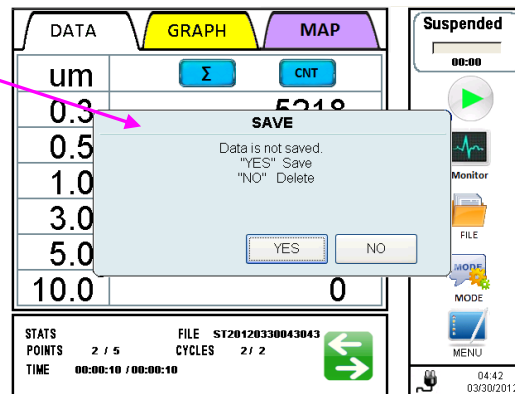 DATA GRAPH MAP
Suspended
00:00
um Σ CNT
0.3
SAVE
0.5
Data is not saved.
"YES" Save
"NO" Delete
1.0
Monitor
3.0
FILE
5.0
YES NO
MODE
10.0 0
MODE
STATS FILE ST20120330043043
POINTS 2 / 5 CYCLES 2/ 2
TIME 00:00:10 / 00:00:10
MENU
04:42
03/30/2012